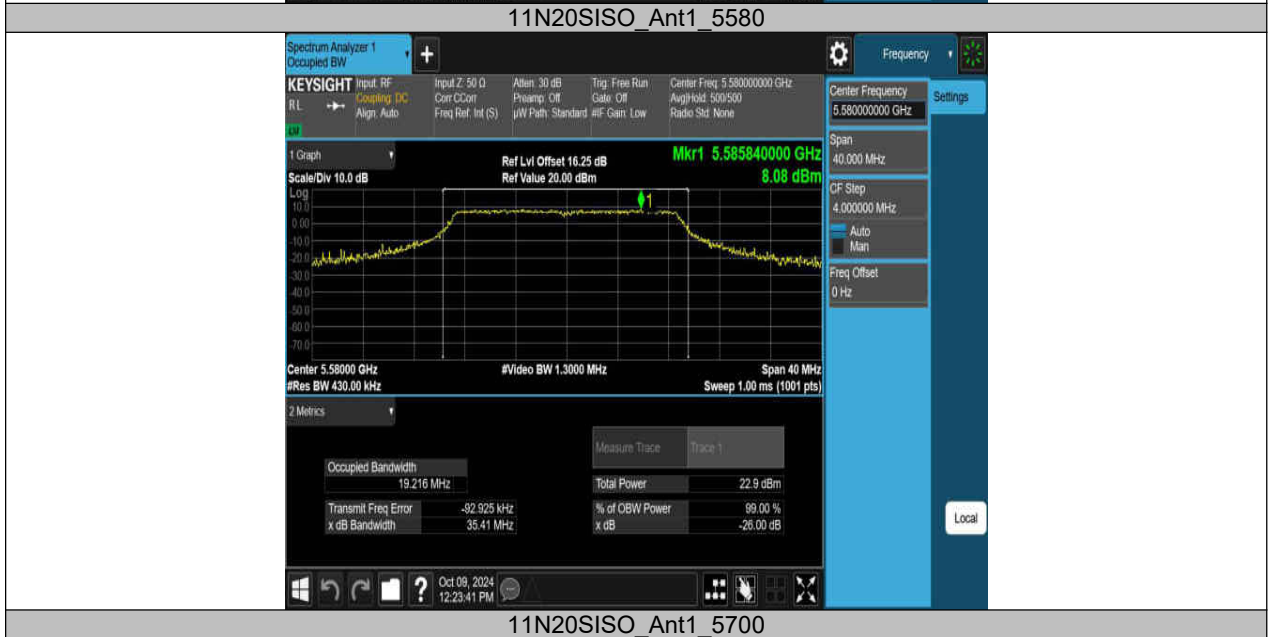 11N20SISO_Ant1_5580
Spectrum Analyzer 1
Occupied BW
+
Frequency
KEYSIGHT
RL
LM
Input: RF
Coupling: DC
Align: Auto
Input Z: 50 Ω
Corr CCorr
Freq Ref: Int (S)
Atten: 30 dB
Preamp: Off
µW Path: Standard
Trig: Free Run
Gate: Off
#IF Gain: Low
Center Freq: 5.580000000 GHz
Avg|Hold: 500/500
Radio Std: None
Center Frequency
5.580000000 GHz
Settings
Span
40.000 MHz
CF Step
4.000000 MHz
Auto
Man
Freq Offset
0 Hz
1 Graph
Scale/Div 10.0 dB
Ref Lvl Offset 16.25 dB
Ref Value 20.00 dBm
Mkr1 5.585840000 GHz
8.08 dBm
Log
10.0
0.00
-10.0
-20.0
-30.0
-40.0
-50.0
-60.0
-70.0
1
Center 5.58000 GHz
#Res BW 430.00 kHz
#Video BW 1.3000 MHz
Span 40 MHz
Sweep 1.00 ms (1001 pts)
2 Metrics
Measure Trace Trace 1
Occupied Bandwidth
19.216 MHz
Total Power 22.9 dBm
Transmit Freq Error -92.925 kHz
% of OBW Power 99.00 %
x dB Bandwidth 35.41 MHz
x dB -26.00 dB
Local
?
Oct 09, 2024
12:23:41 PM
11N20SISO_Ant1_5700